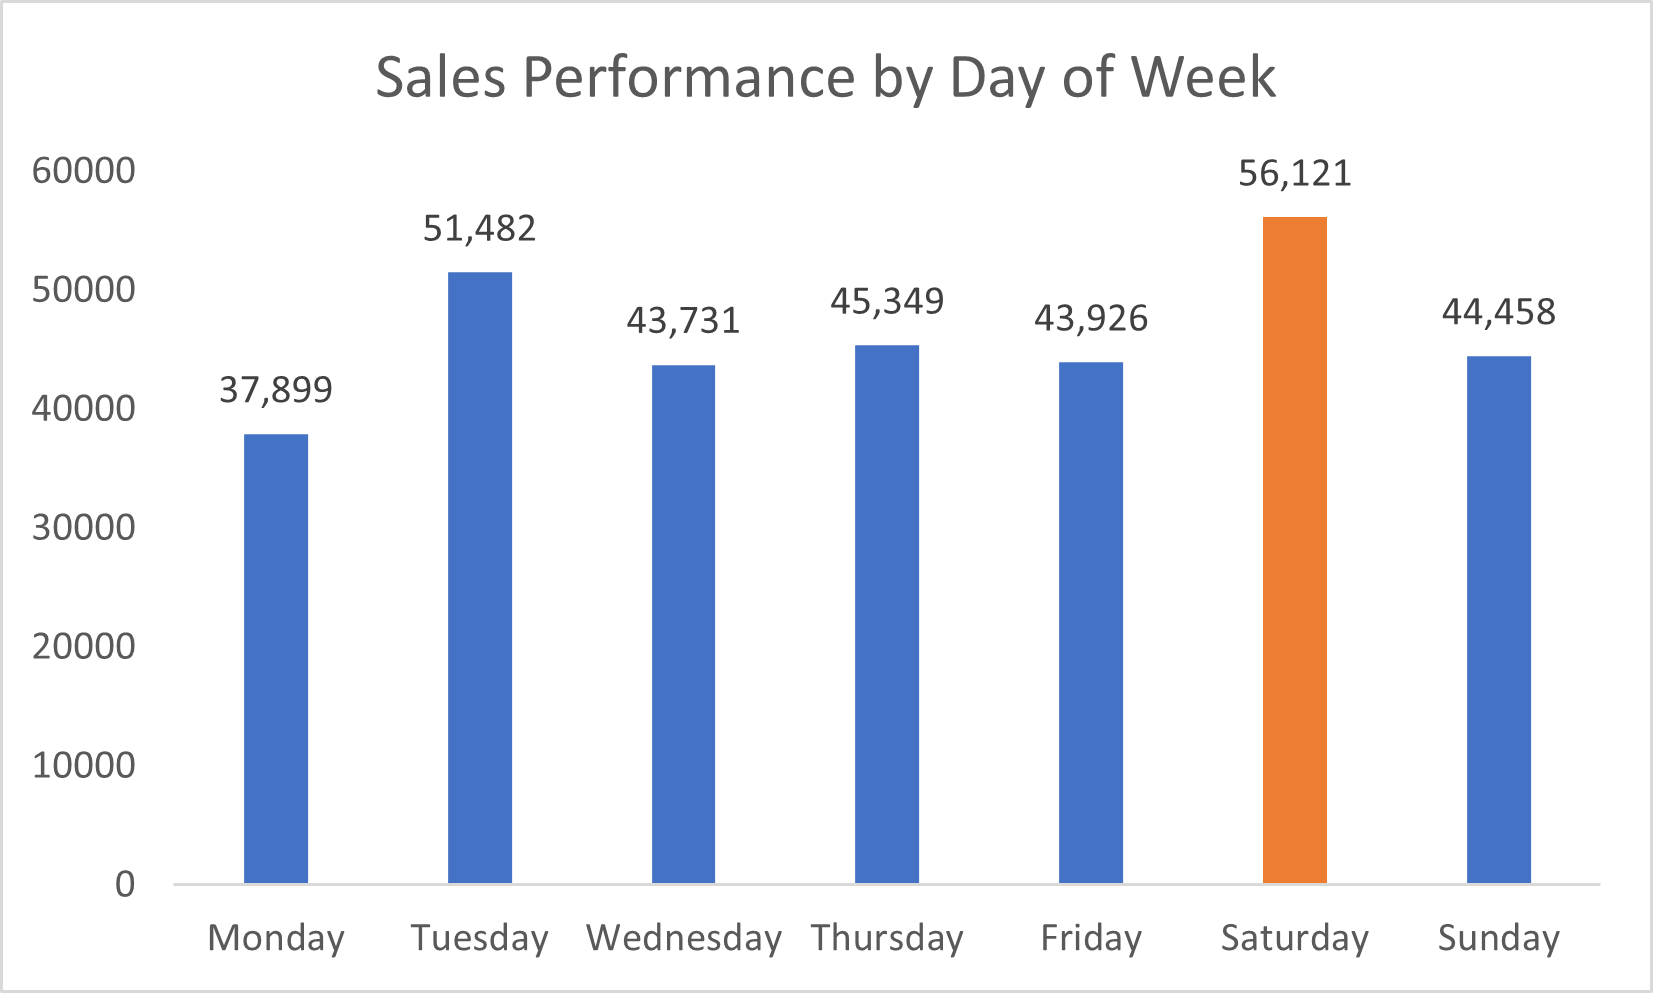 Sales Performance by Day of Week
60000
50000
40000
30000
20000
10000
0
37,899
51,482
43,731
45,349
43,926
56,121
44,458
Monday
Tuesday
Wednesday
Thursday
Friday
Saturday
Sunday